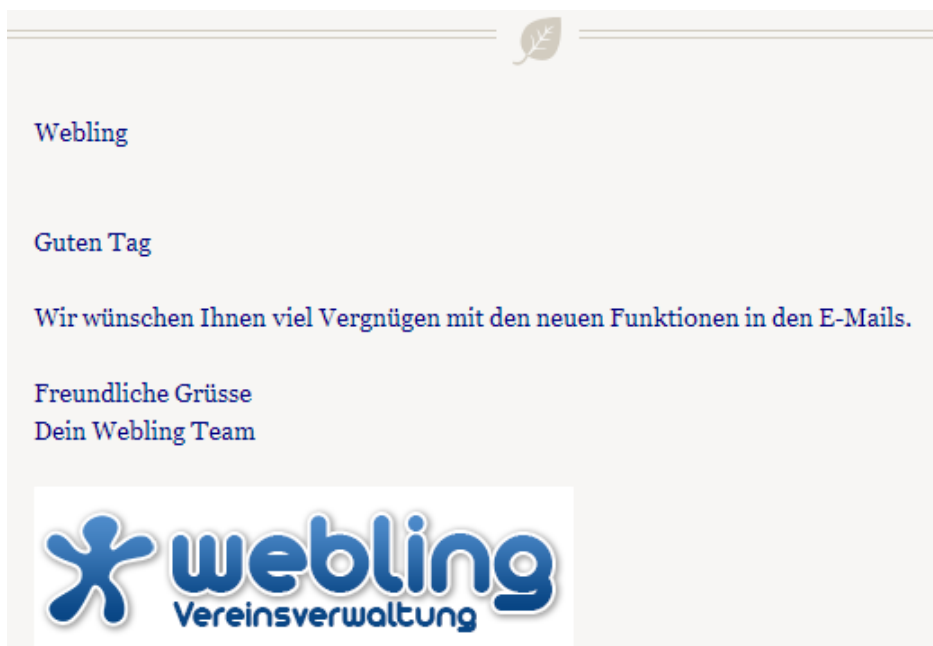 Webling
Guten Tag
Wir wünschen Ihnen viel Vergnügen mit den neuen Funktionen in den E-Mails.
Freundliche Grüsse
Dein Webling Team
webling
Vereinsverwaltung